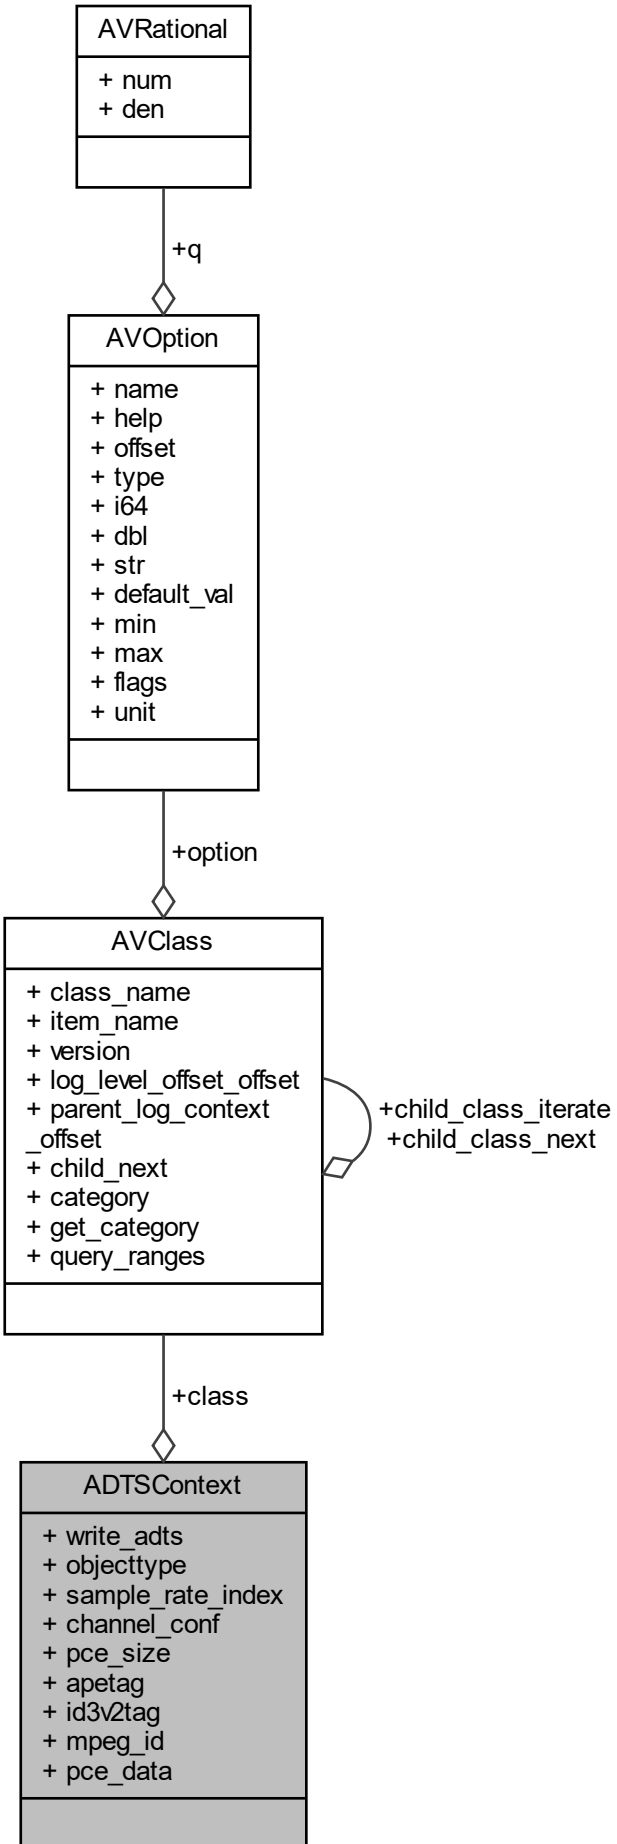 AVRational
+ num
+ den
+q
AVOption
+ name
+ help
+ offset
+ type
+ i64
+ dbl
+ str
+ default_val
+ min
+ max
+ flags
+ unit
+option
AVClass
+ class_name
+ item_name
+ version
+ log_level_offset_offset
+ parent_log_context
_offset
+ child_next
+ category
+ get_category
+ query_ranges
+child_class_iterate
+child_class_next
+class
ADTSContext
+ write_adts
+ objecttype
+ sample_rate_index
+ channel_conf
+ pce_size
+ apetag
+ id3v2tag
+ mpeg_id
+ pce_data